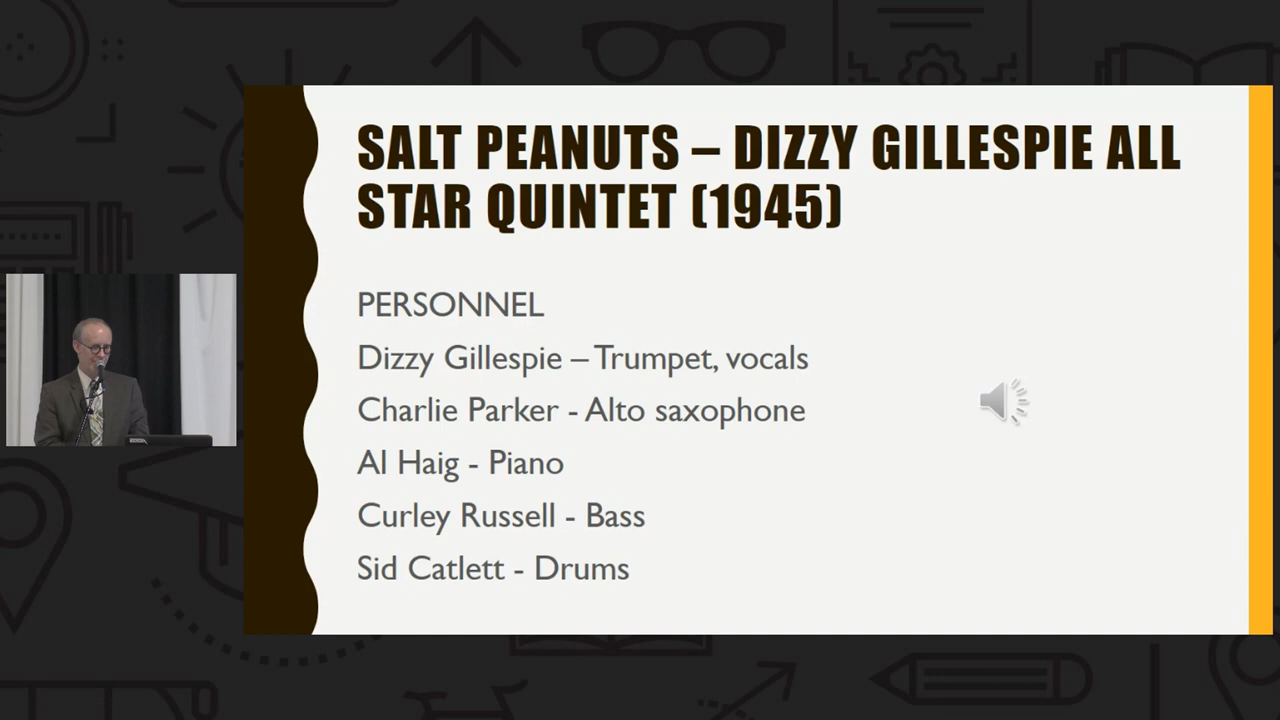 SALT PEANUTS – DIZZY GILLESPIE ALL
STAR QUINTET (1945)
PERSONNEL
Dizzy Gillespie – Trumpet, vocals
Charlie Parker - Alto saxophone
Al Haig - Piano
Curley Russell - Bass
Sid Catlett - Drums